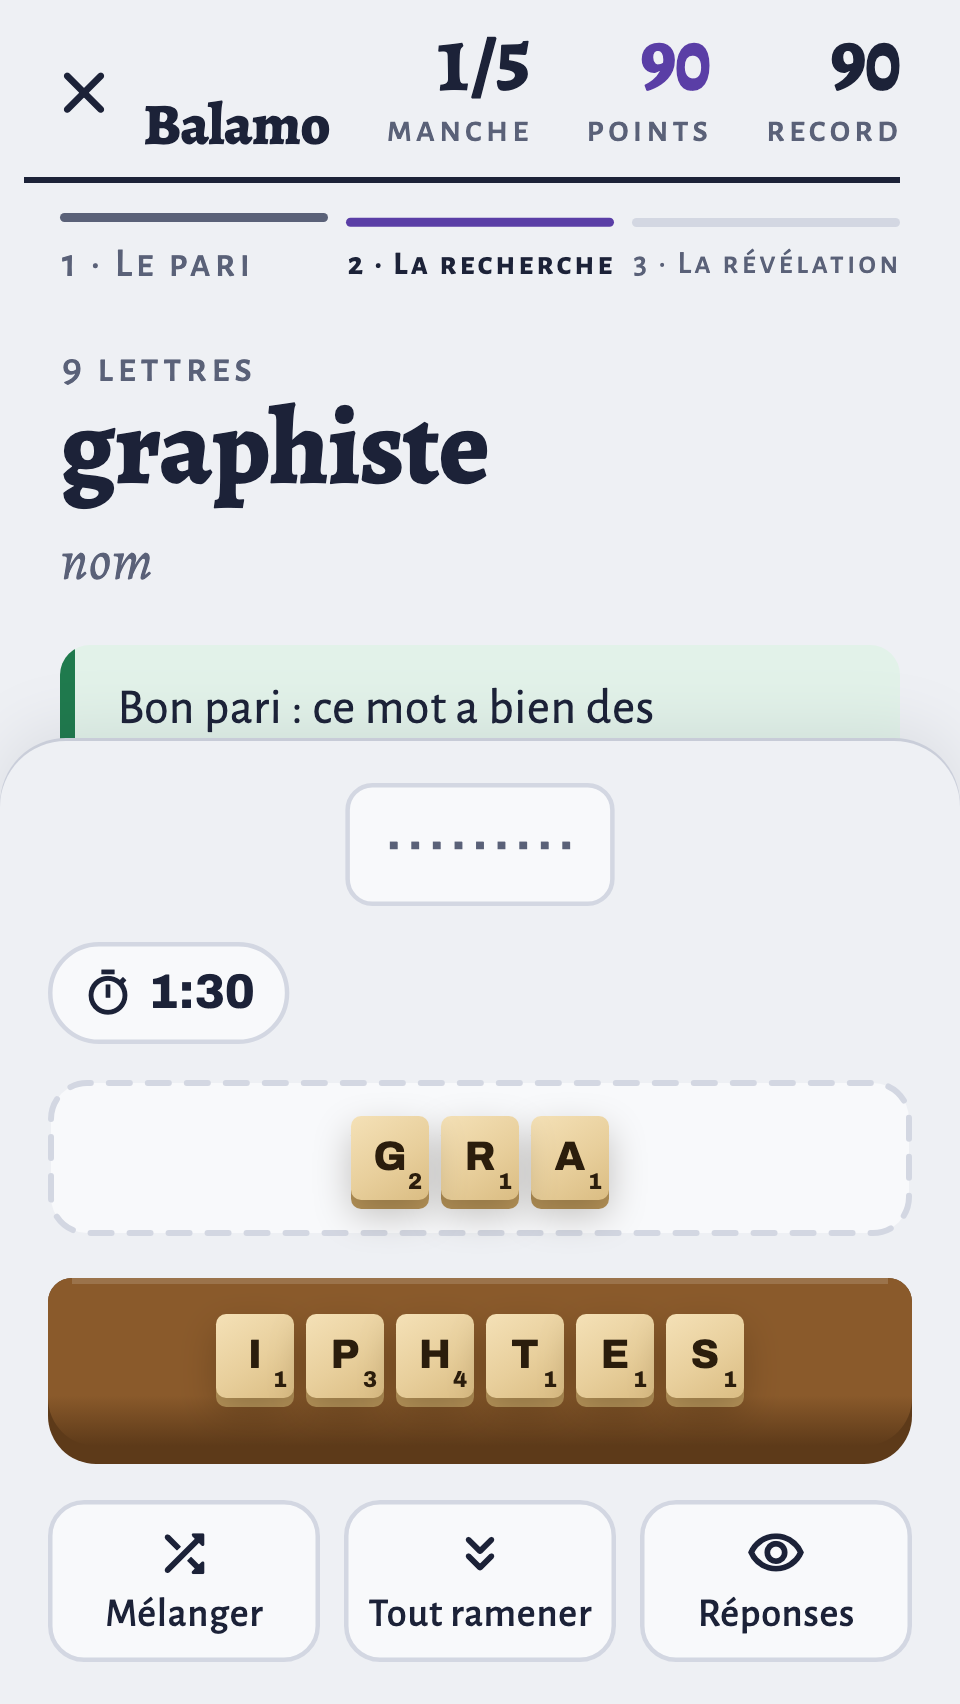 Balamo
1/5
MANCHE
90
POINTS
90
RECORD
1 · Le pari
2 · La recherche
3 · La révélation
9 LETTRES
graphiste
nom
Bon pari : ce mot a bien des
·········
1:30
G2 R1 A1
I1 P3 H4 T1 E1 S1
Mélanger
Tout ramener
Réponses